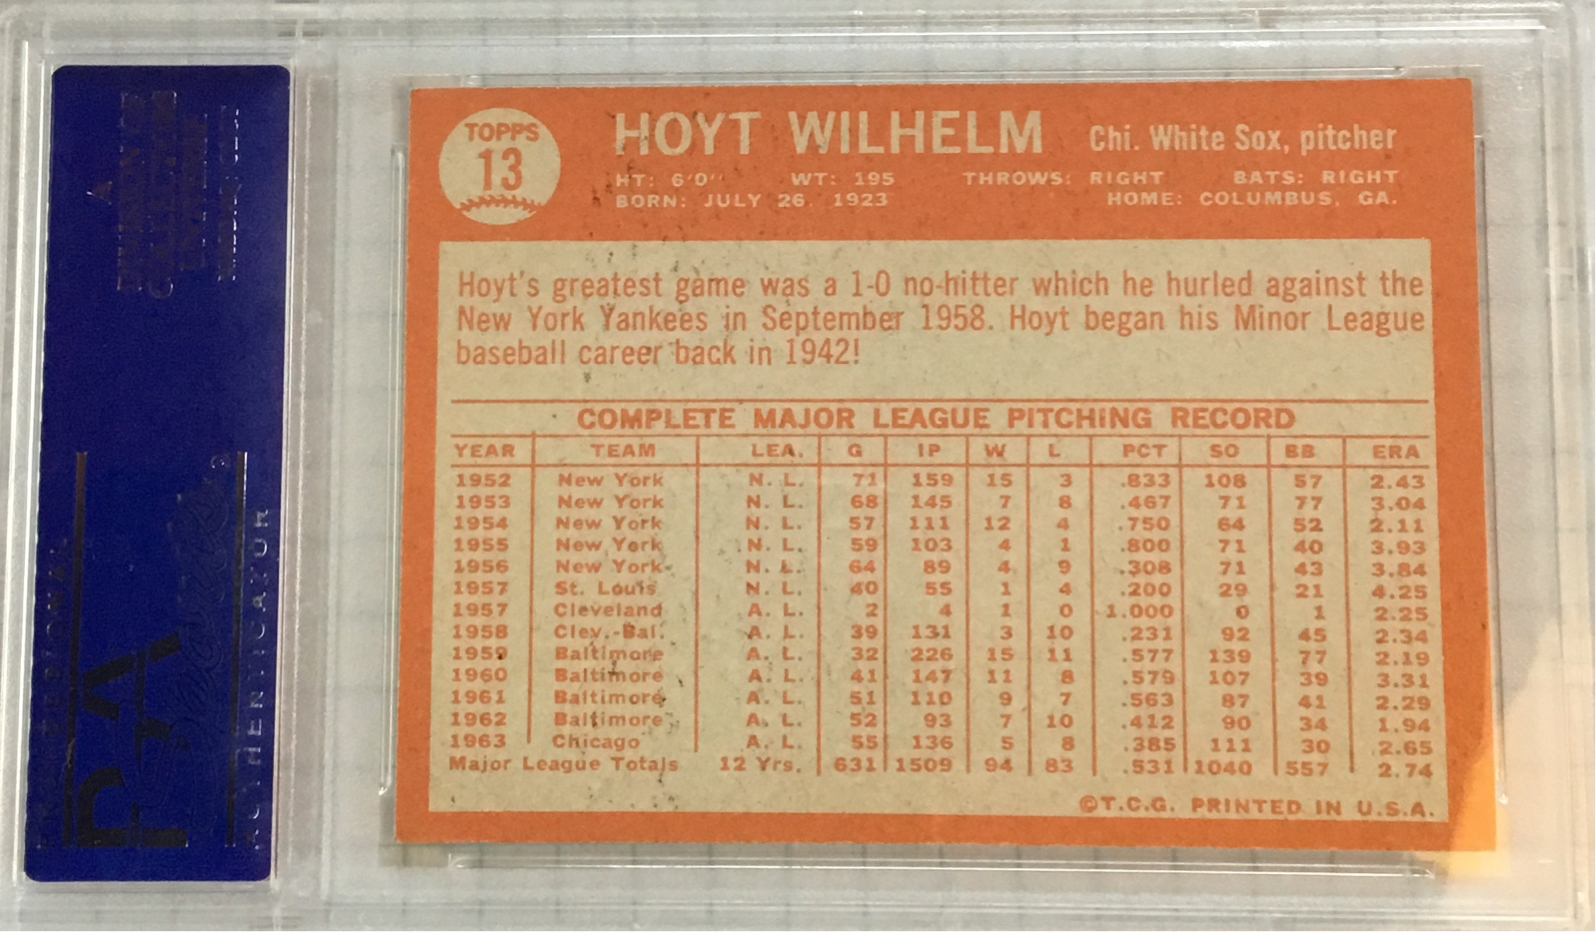 TOPPS
13
HOYT WILHELM Chi. White Sox, pitcher
HT: 6'0" WT: 195 THROWS: RIGHT BATS: RIGHT
BORN: JULY 26, 1923 HOME: COLUMBUS, GA.
Hoyt's greatest game was a 1-0 no-hitter which he hurled against the
New York Yankees in September 1958. Hoyt began his Minor League
baseball career back in 1942!
COMPLETE MAJOR LEAGUE PITCHING RECORD
YEAR TEAM LEA. G IP W L PCT SO BB ERA
1952 New York N. L. 71 159 15 3 .833 108 57 2.43
1953 New York N. L. 68 145 7 8 .467 71 77 3.04
1954 New York N. L. 57 111 12 4 .750 64 52 2.11
1955 New York N. L. 59 103 4 1 .800 71 40 3.93
1956 New York N. L. 64 89 4 9 .308 71 43 3.84
1957 St. Louis N. L. 40 55 1 4 .200 29 21 4.25
1957 Cleveland A. L. 2 4 1 0 1.000 0 1 2.25
1958 Clev.-Bal. A. L. 39 131 3 10 .231 92 45 2.34
1959 Baltimore A. L. 32 226 15 11 .577 139 77 2.19
1960 Baltimore A. L. 41 147 11 8 .579 107 39 3.31
1961 Baltimore A. L. 51 110 9 7 .563 87 41 2.29
1962 Baltimore A. L. 52 93 7 10 .412 90 34 1.94
1963 Chicago A. L. 55 136 5 8 .385 111 30 2.65
Major League Totals 12 Yrs. 631 1509 94 83 .531 1040 557 2.74
©T.C.G. PRINTED IN U.S.A.
A
DIVISION OF
COLLECTORS
UNIVERSE
PROFESSIONAL
PSA
AUTHENTICATOR